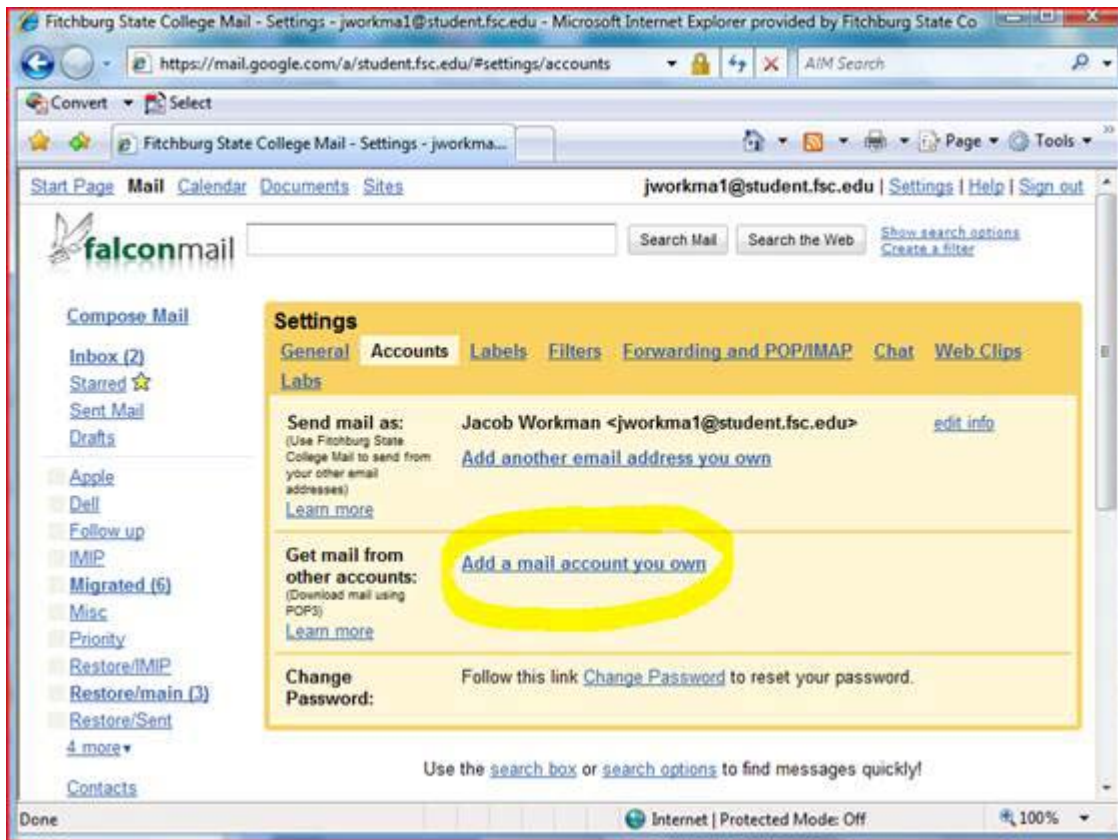 Fitchburg State College Mail - Settings - jworkma1@student.fsc.edu - Microsoft Internet Explorer provided by Fitchburg State Co
https://mail.google.com/a/student.fsc.edu/#settings/accounts AIM Search
Convert Select
Fitchburg State College Mail - Settings - jworkma... Page Tools
Start Page Mail Calendar Documents Sites jworkma1@student.fsc.edu | Settings | Help | Sign out
falconmail Search Mail Search the Web Show search options
Create a filter
Compose Mail
Inbox (2)
Starred
Sent Mail
Drafts
Apple
Dell
Follow up
IMIP
Migrated (6)
Misc
Priority
Restore/IMIP
Restore/main (3)
Restore/Sent
4 more
Contacts
Settings
General Accounts Labels Filters Forwarding and POP/IMAP Chat Web Clips
Labs
Send mail as: Jacob Workman <jworkma1@student.fsc.edu> edit info
(Use Fitchburg State
College Mail to send from
your other email
addresses)
Add another email address you own
Learn more
Get mail from
other accounts:
(Download mail using
POP3)
Add a mail account you own
Learn more
Change
Password:
Follow this link Change Password to reset your password.
Use the search box or search options to find messages quickly!
Done Internet | Protected Mode: Off 100%